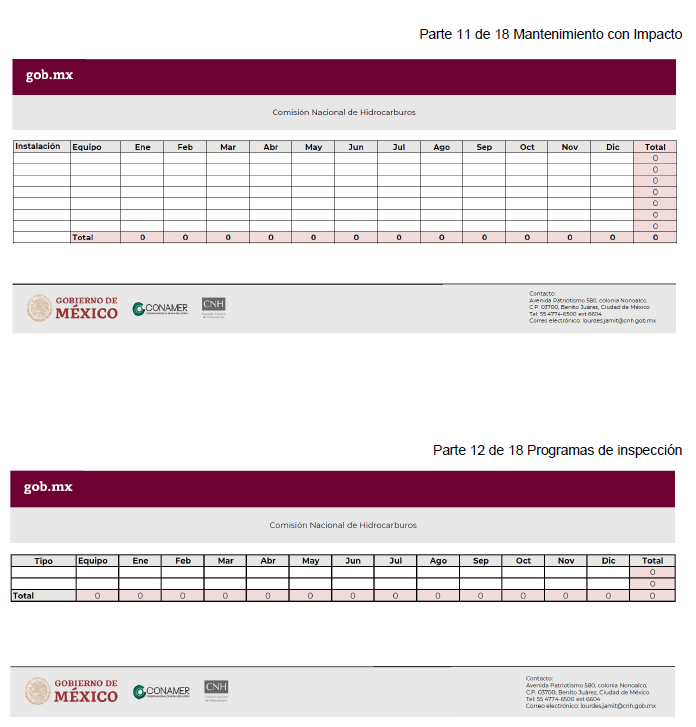 Parte 11 de 18 Mantenimiento con Impacto
gob.mx
Comisión Nacional de Hidrocarburos
Instalación Equipo Ene Feb Mar Abr May Jun Jul Ago Sep Oct Nov Dic Total
0
0
0
0
0
0
0
Total 0 0 0 0 0 0 0 0 0 0 0 0 0
GOBIERNO DE
MÉXICO
CONAMER
CNH
Contacto:
Avenida Patriotismo 580, colonia Nonoalco,
C.P. 03700, Benito Juárez, Ciudad de México
Tel: 55 4774-6500 ext 6604
Correo electrónico: lourdes.jamit@cnh.gob.mx
Parte 12 de 18 Programas de inspección
gob.mx
Comisión Nacional de Hidrocarburos
Tipo Equipo Ene Feb Mar Abr May Jun Jul Ago Sep Oct Nov Dic Total
0
0
Total 0 0 0 0 0 0 0 0 0 0 0 0 0 0
GOBIERNO DE
MÉXICO
CONAMER
CNH
Contacto:
Avenida Patriotismo 580, colonia Nonoalco,
C.P. 03700, Benito Juárez, Ciudad de México
Tel: 55 4774-6500 ext 6604
Correo electrónico: lourdes.jamit@cnh.gob.mx